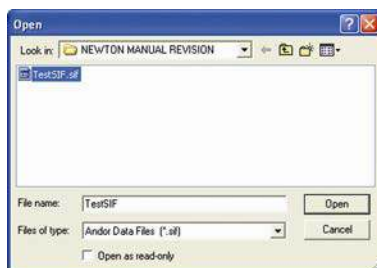 Open
Look in: NEWTON MANUAL REVISION
TestSIF.sif
File name: TestSIF Open
Files of type: Andor Data Files (*.sif) Cancel
Open as read-only